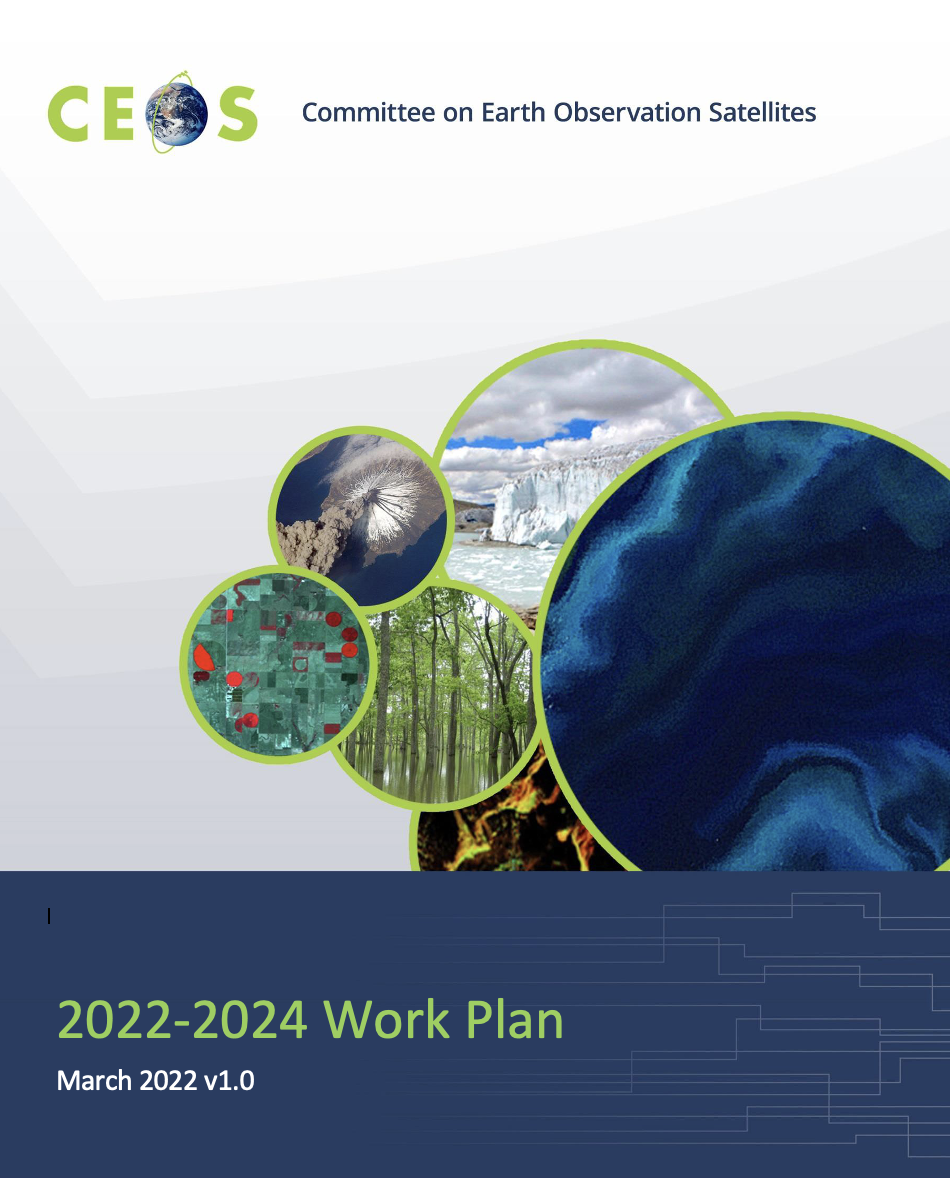 CEOS
Committee on Earth Observation Satellites
2022-2024 Work Plan
March 2022 v1.0